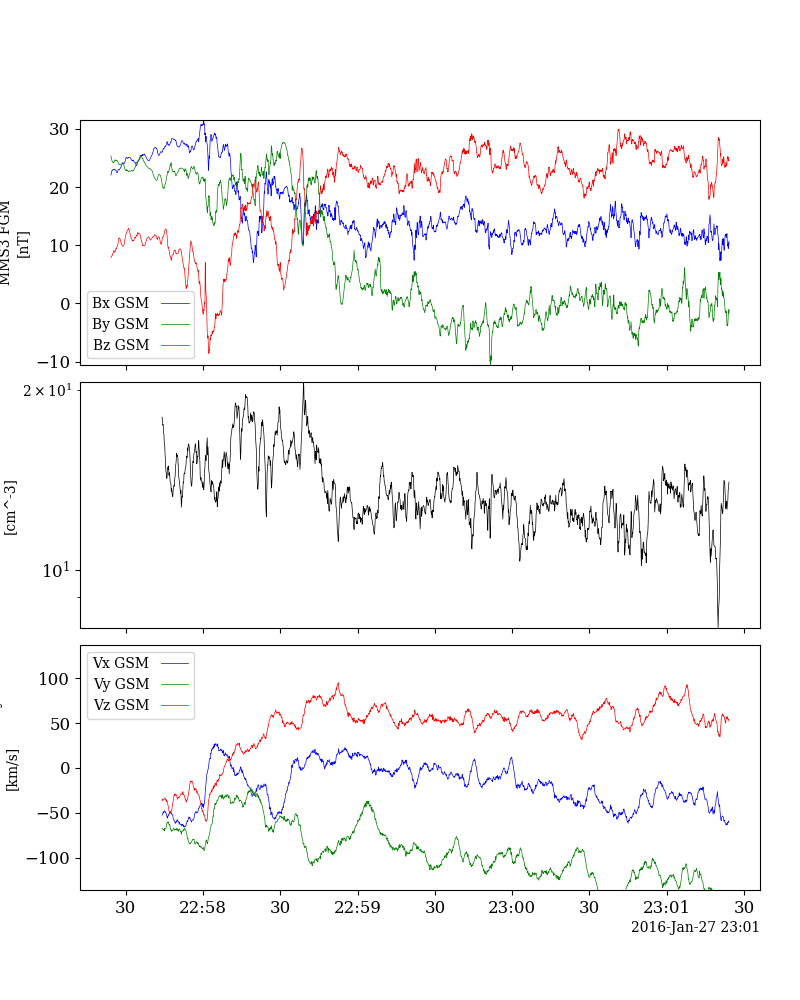 30
20
10
0
−10
MMS3 FGM
[nT]
Bx GSM
By GSM
Bz GSM
2 × 10¹
10¹
[cm^-3]
100
50
0
−50
−100
[km/s]
Vx GSM
Vy GSM
Vz GSM
30 22:58 30 22:59 30 23:00 30 23:01 30
2016-Jan-27 23:01